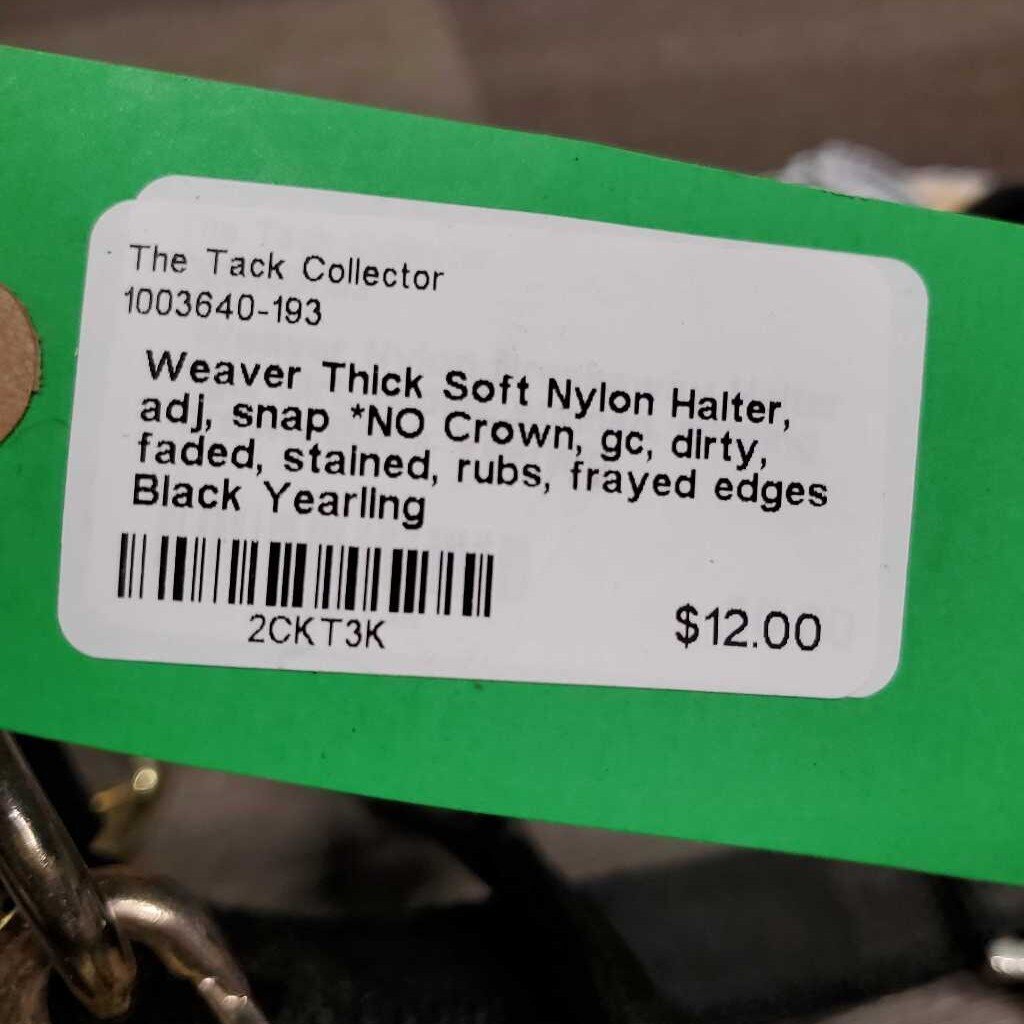 The Tack Collector
1003640-193
Weaver Thick Soft Nylon Halter,
adj, snap *NO Crown, gc, dirty,
faded, stained, rubs, frayed edges
Black Yearling
2CKT3K
$12.00